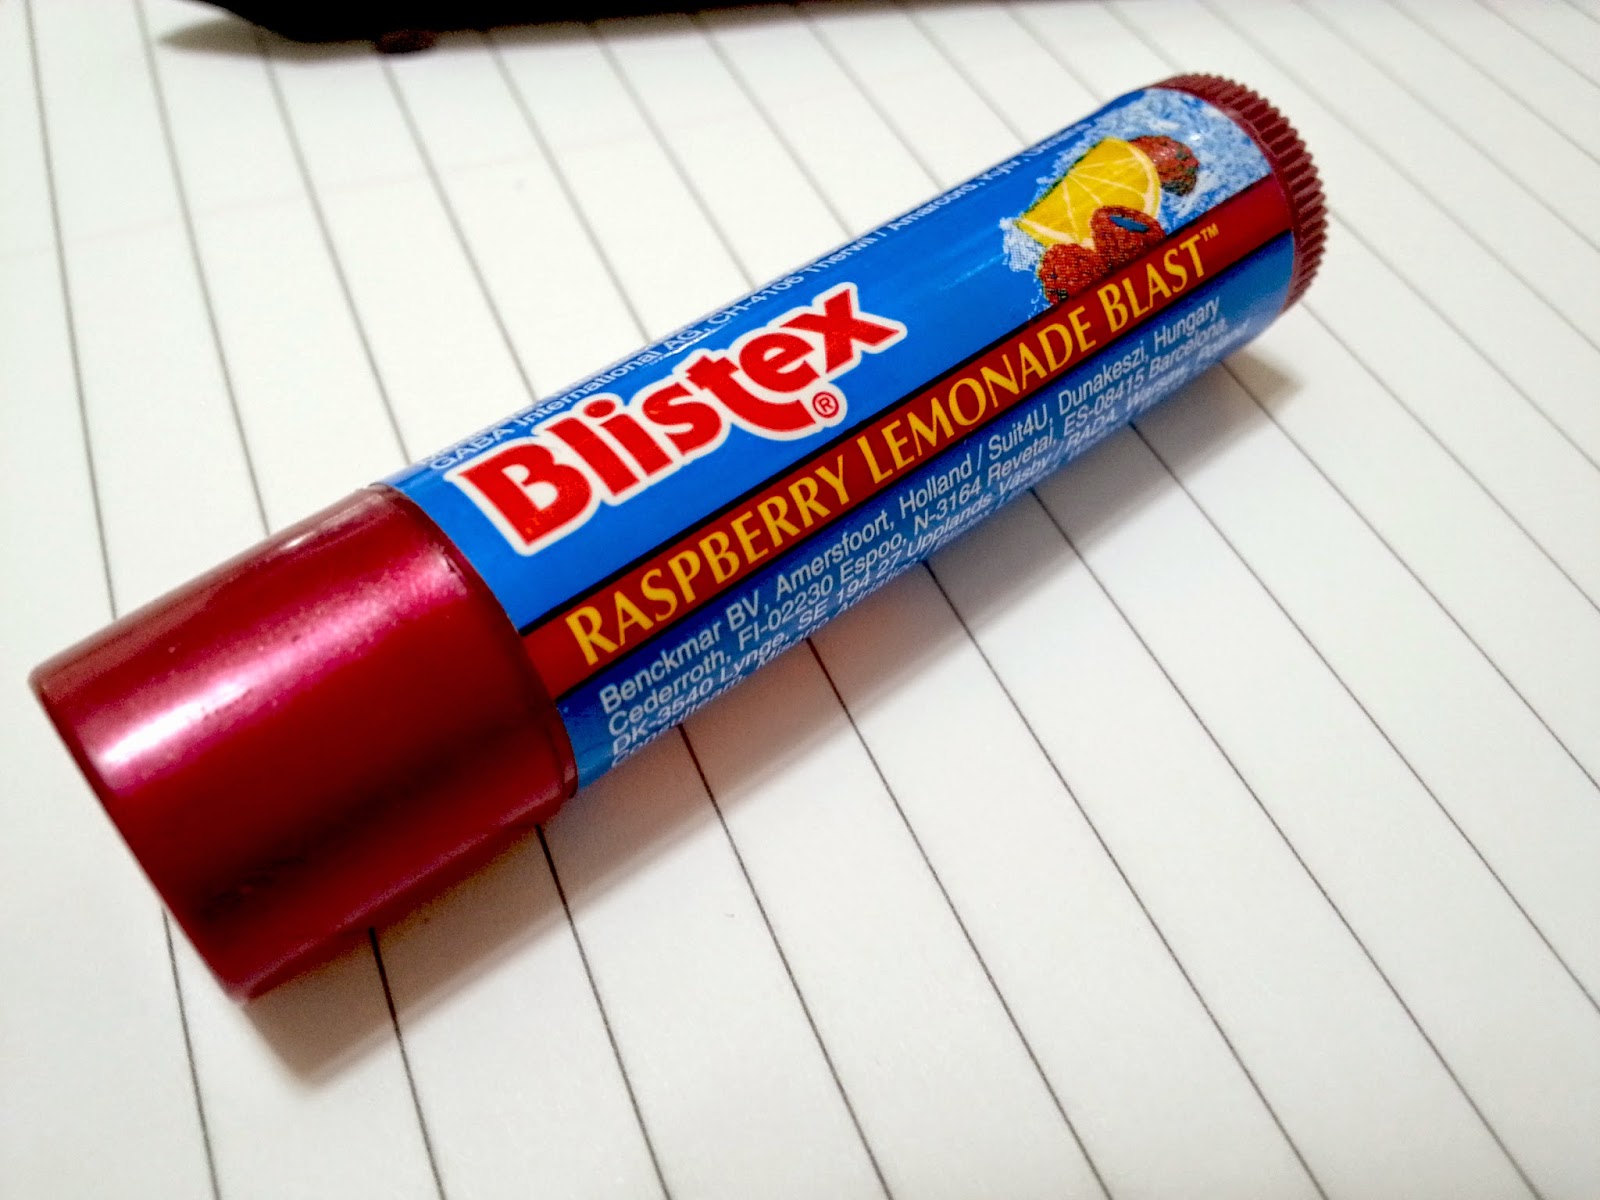 GABA International AG, CH-4106 Therwil / Amarcord, Kyiv, Ukraine
Blistex®
RASPBERRY LEMONADE BLAST™
Benckmar BV, Amersfoort, Holland / Suit4U, Dunakeszi, Hungary
Cederroth, FI-02230 Espoo, N-3164 Revetal, ES-08415 Barcelona,
DK-3540 Lynge, SE 194 27 Upplands Väsby / RADA, Warsaw, Poland